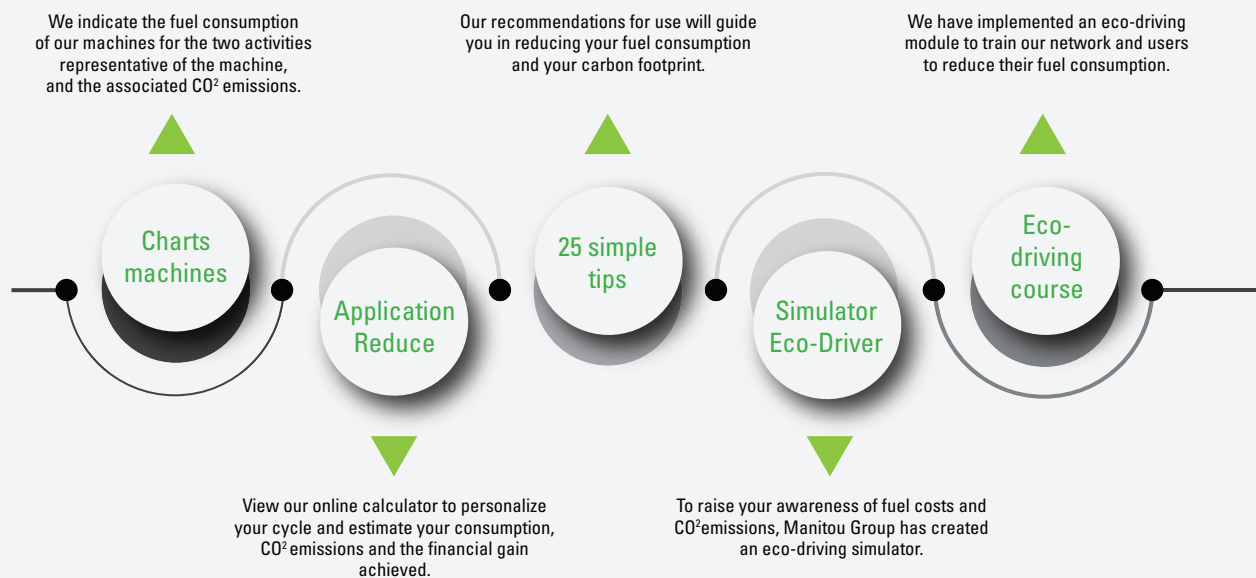 We indicate the fuel consumption
of our machines for the two activities
representative of the machine,
and the associated CO² emissions.
Charts
machines
Application
Reduce
View our online calculator to personalize
your cycle and estimate your consumption,
CO² emissions and the financial gain
achieved.
Our recommendations for use will guide
you in reducing your fuel consumption
and your carbon footprint.
25 simple
tips
Simulator
Eco-Driver
To raise your awareness of fuel costs and
CO²emissions, Manitou Group has created
an eco-driving simulator.
We have implemented an eco-driving
module to train our network and users
to reduce their fuel consumption.
Eco-
driving
course